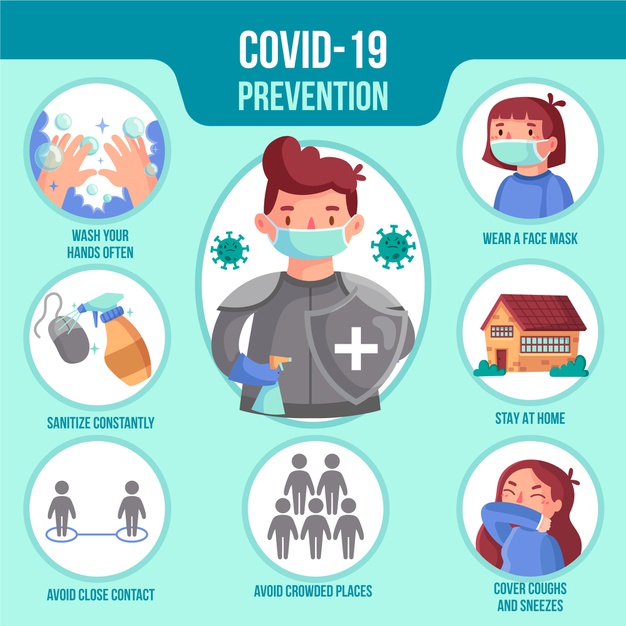 COVID-19
PREVENTION
WASH YOUR
HANDS OFTEN
WEAR A FACE MASK
SANITIZE CONSTANTLY
STAY AT HOME
AVOID CLOSE CONTACT
AVOID CROWDED PLACES
COVER COUGHS
AND SNEEZES